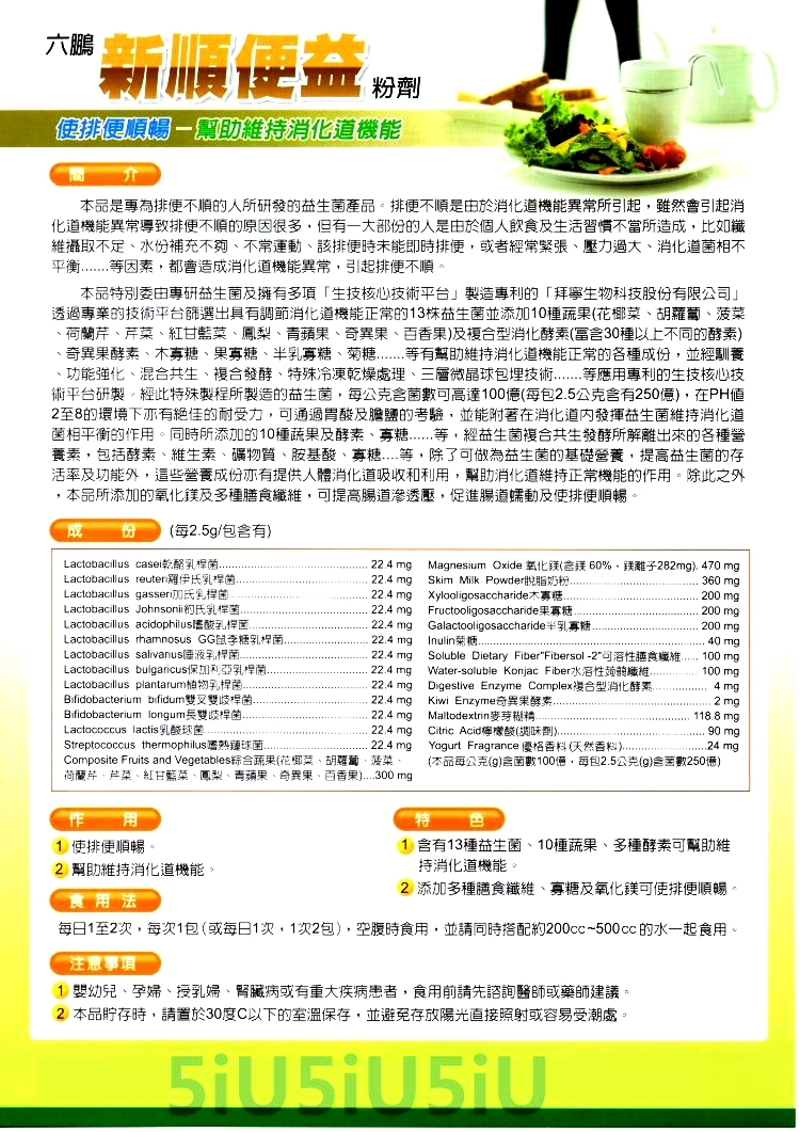 六鵬 新順便益 粉劑
使排便順暢－幫助維持消化道機能
簡 介
本品是專為排便不順的人所研發的益生菌產品。排便不順是由於消化道機能異常所引起，雖然會引起消
化道機能異常導致排便不順的原因很多，但有一大部份的人是由於個人飲食及生活習慣不當所造成，比如纖
維攝取不足、水份補充不夠、不常運動、該排便時未能即時排便，或者經常緊張、壓力過大、消化道菌相不
平衡.......等因素，都會造成消化道機能異常，引起排便不順。
本品特別委由專研益生菌及擁有多項「生技核心技術平台」製造專利的「拜寧生物科技股份有限公司」
透過專業的技術平台篩選出具有調節消化道機能正常的13株益生菌並添加10種蔬果(花椰菜、胡蘿蔔、菠菜
、荷蘭芹、芹菜、紅甘藍菜、鳳梨、青蘋果、奇異果、百香果)及複合型消化酵素(富含30種以上不同的酵素)
、奇異果酵素、木寡糖、果寡糖、半乳寡糖、菊糖.......等有幫助維持消化道機能正常的各種成份，並經馴養
、功能強化、混合共生、複合發酵、特殊冷凍乾燥處理、三層微晶球包埋技術.......等應用專利的生技核心技
術平台研製。經此特殊製程所製造的益生菌，每公克含菌數可高達100億(每包2.5公克含有250億)，在PH值
2至8的環境下亦有絕佳的耐受力，可通過胃酸及膽鹽的考驗，並能附著在消化道內發揮益生菌維持消化道
菌相平衡的作用。同時所添加的10種蔬果及酵素、寡糖......等，經益生菌複合共生發酵所解離出來的各種營
養素，包括酵素、維生素、礦物質、胺基酸、寡糖....等，除了可做為益生菌的基礎營養，提高益生菌的存
活率及功能外，這些營養成份亦有提供人體消化道吸收和利用，幫助消化道維持正常機能的作用。除此之外
，本品所添加的氧化鎂及多種膳食纖維，可提高腸道滲透壓，促進腸道蠕動及使排便順暢。
成 份 (每2.5g/包含有)
Lactobacillus casei乾酪乳桿菌 22.4 mg
Lactobacillus reuteri羅伊氏乳桿菌 22.4 mg
Lactobacillus gasseri加氏乳桿菌 22.4 mg
Lactobacillus Johnsonii約氏乳桿菌 22.4 mg
Lactobacillus acidophilus嗜酸乳桿菌 22.4 mg
Lactobacillus rhamnosus GG鼠李糖乳桿菌 22.4 mg
Lactobacillus salivarius唾液乳桿菌 22.4 mg
Lactobacillus bulgaricus保加利亞乳桿菌 22.4 mg
Lactobacillus plantarum植物乳桿菌 22.4 mg
Bifidobacterium bifidum雙叉雙歧桿菌 22.4 mg
Bifidobacterium longum長雙歧桿菌 22.4 mg
Lactococcus lactis乳酸球菌 22.4 mg
Streptococcus thermophilus嗜熱鏈球菌 22.4 mg
Composite Fruits and Vegetables綜合蔬果(花椰菜、胡蘿蔔、菠菜、
荷蘭芹、芹菜、紅甘藍菜、鳳梨、青蘋果、奇異果、百香果)....300 mg
Magnesium Oxide 氧化鎂(含鎂 60%，鎂離子282mg). 470 mg
Skim Milk Powder脫脂奶粉 360 mg
Xylooligosaccharide木寡糖 200 mg
Fructooligosaccharide果寡糖 200 mg
Galactooligosaccharide半乳寡糖 200 mg
Inulin菊糖 40 mg
Soluble Dietary Fiber"Fibersol -2"可溶性膳食纖維 100 mg
Water-soluble Konjac Fiber水溶性蒟蒻纖維 100 mg
Digestive Enzyme Complex複合型消化酵素 4 mg
Kiwi Enzyme奇異果酵素 2 mg
Maltodextrin麥芽糊精 118.8 mg
Citric Acid檸檬酸(調味劑) 90 mg
Yogurt Fragrance優格香料(天然香料) 24 mg
(本品每公克(g)含菌數100億，每包2.5公克(g)含菌數250億)
作 用
1 使排便順暢。
2 幫助維持消化道機能。
特 色
1 含有13種益生菌、10種蔬果、多種酵素可幫助維
持消化道機能。
2 添加多種膳食纖維、寡糖及氧化鎂可使排便順暢。
食 用 法
每日1至2次，每次1包(或每日1次，1次2包)，空腹時食用，並請同時搭配約200cc~500cc的水一起食用。
注意事項
1 嬰幼兒、孕婦、授乳婦、腎臟病或有重大疾病患者，食用前請先諮詢醫師或藥師建議。
2 本品貯存時，請置於30度C以下的室溫保存，並避免存放陽光直接照射或容易受潮處。
5iU5iU5iU